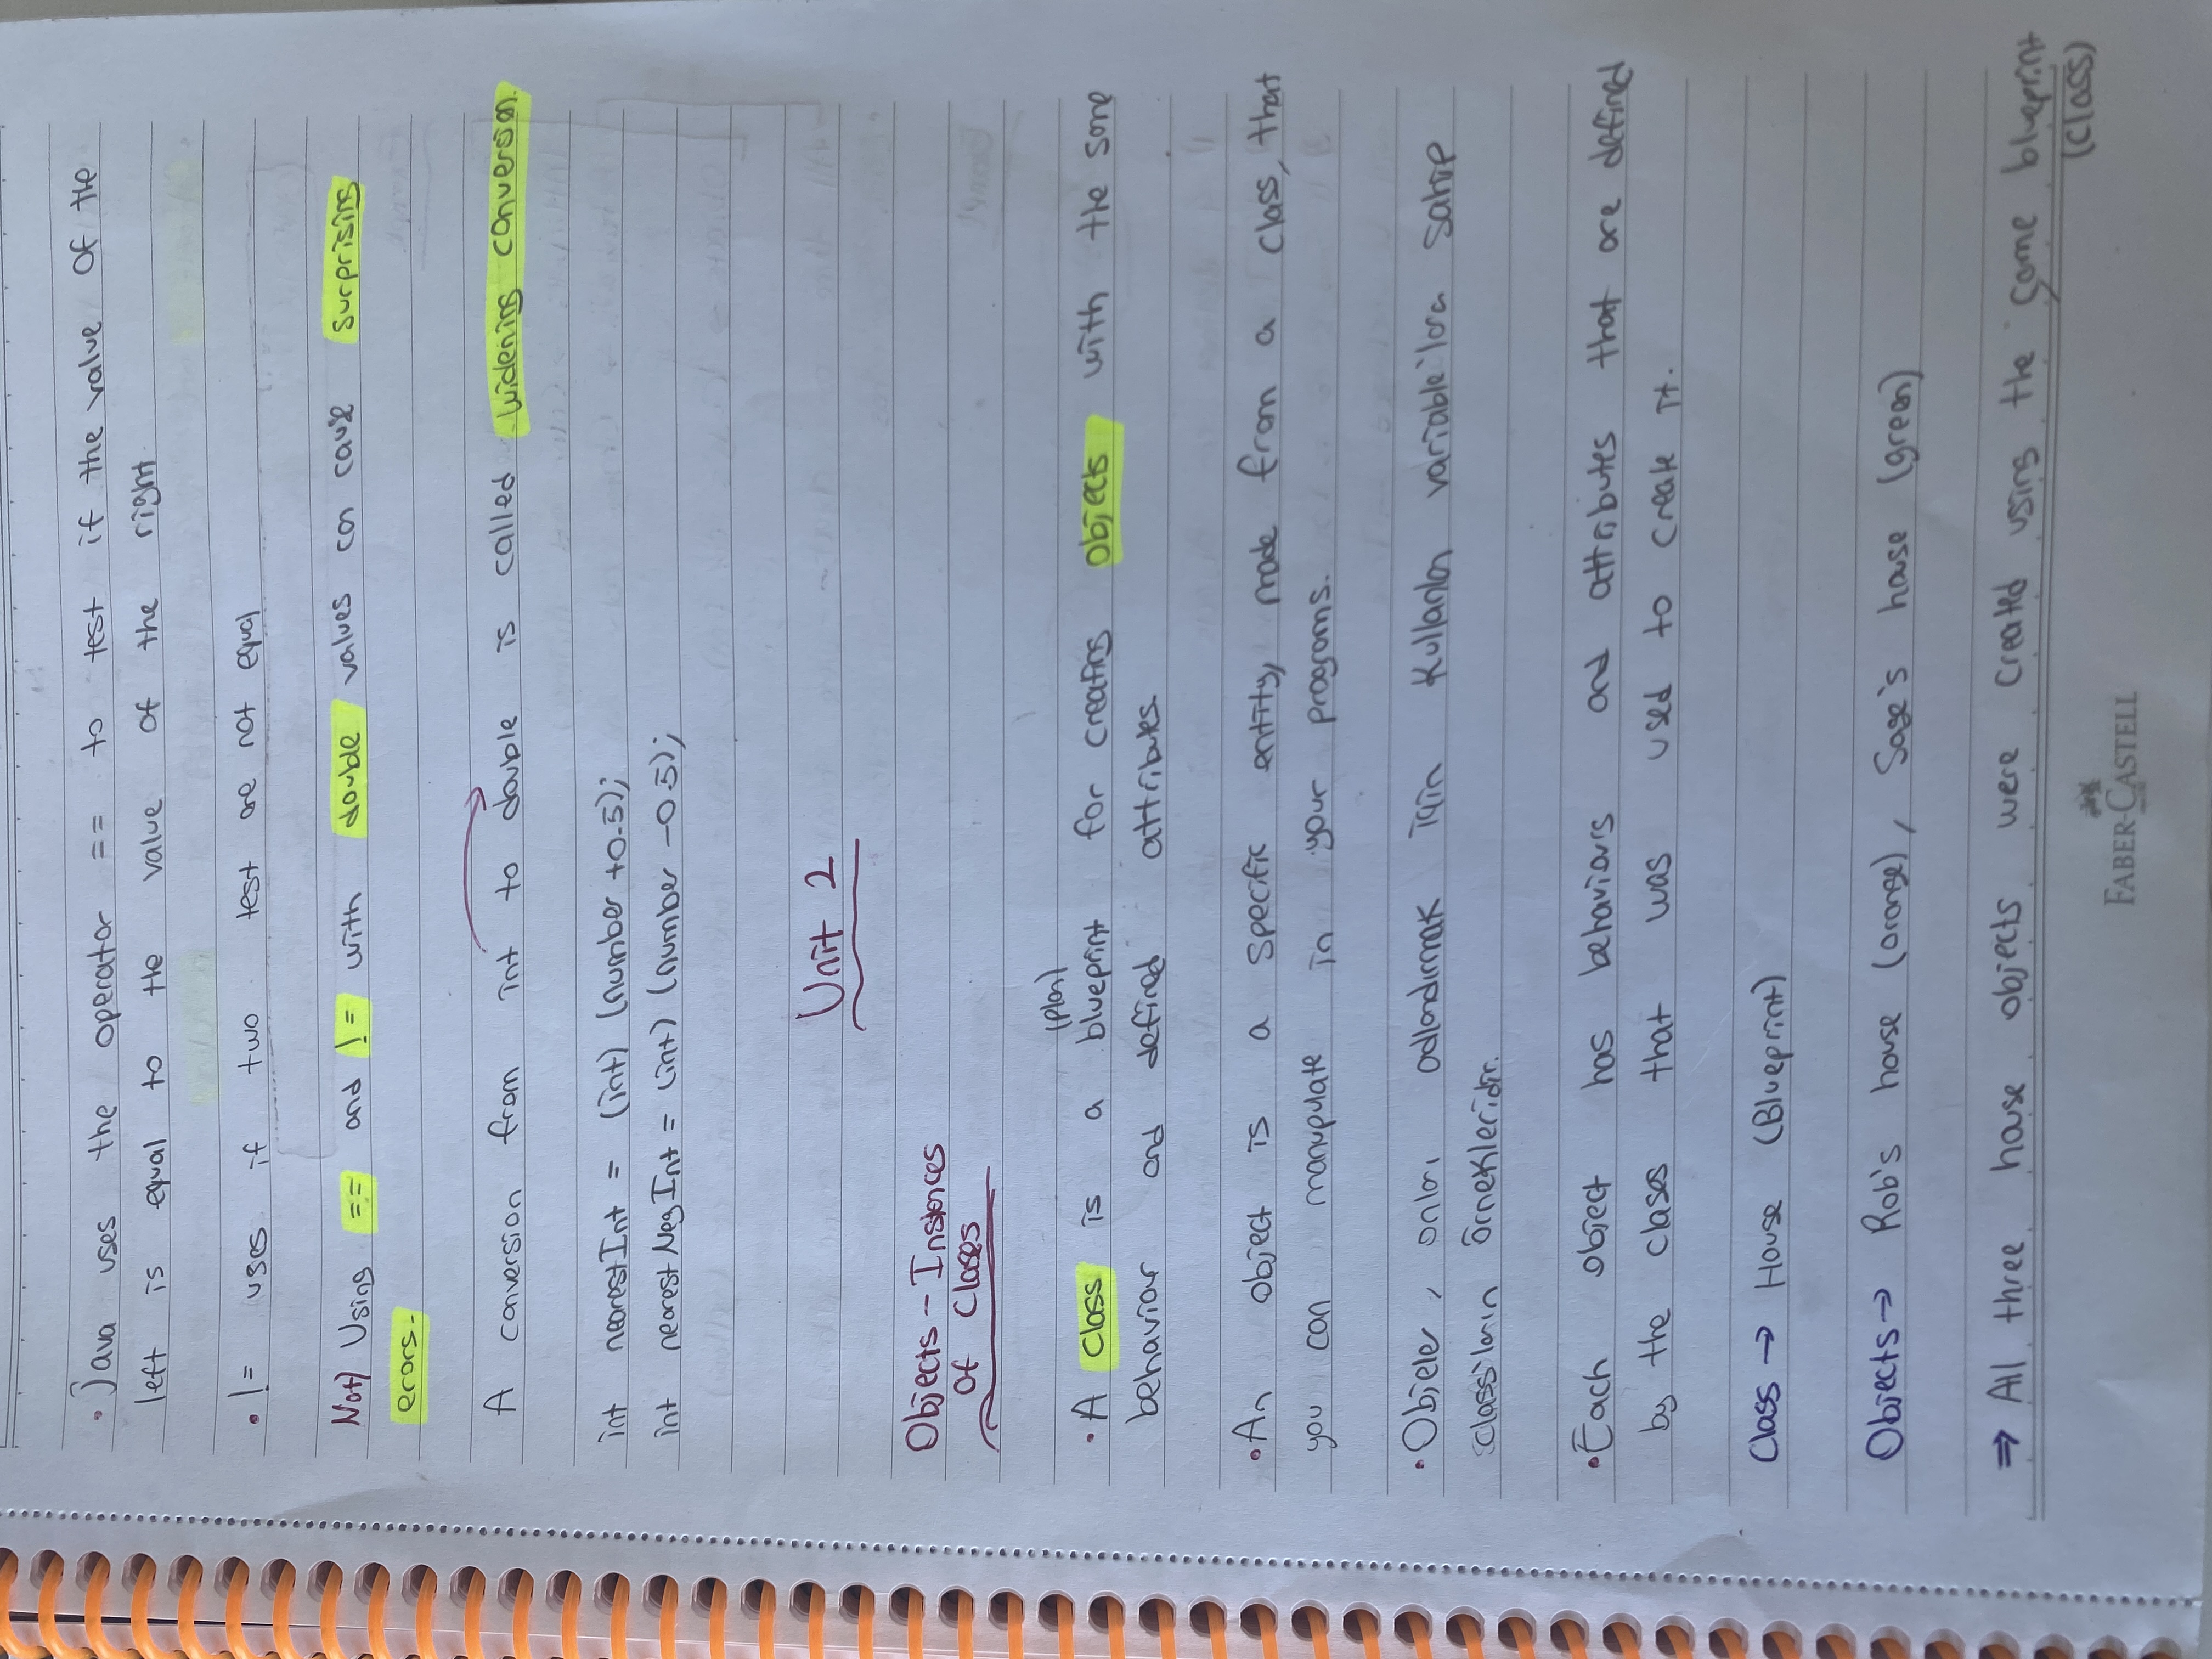 • Java uses the operator == to test if the value of the
left is equal to the value of the right.
• != uses if two test are not equal
Not) Using == and != with double values can cause surprising
erors.
A conversion from int to double is called widening conversion.
int nearestInt = (int) (number +0.5);
int nearestNegInt = (int) (number -0.5);
Unit 2
Objects - Instances
Of Clases
(plan)
• A class is a blueprint for creating objects with the same
behaviour and defined attributes.
• An object is a specific entity, made from a class, that
you can manupulate in your programs.
• Objeler, onları adlandırmak için kullanılan variable'lara sahip
class'ların örnekleridir.
• Each object has behaviours and attributes that are defined
by the clases that was used to create it.
Class → House (Blueprint)
Objects → Rob's house (orange), Sage's house (green)
⇒ All three house objects were created using the same blueprint
(class)
FABER-CASTELL